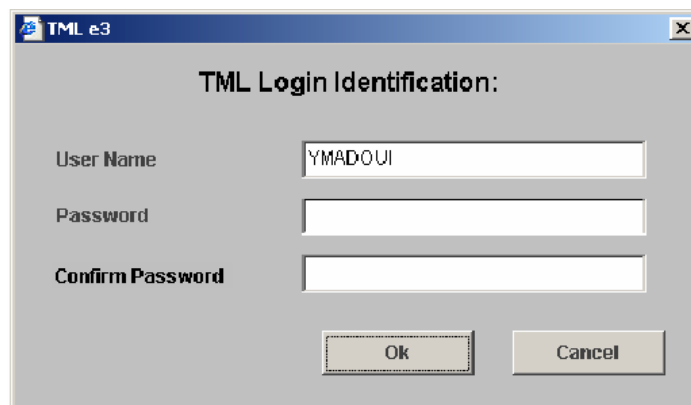 TML e3
TML Login Identification:
User Name YMADOUI
Password
Confirm Password
Ok Cancel